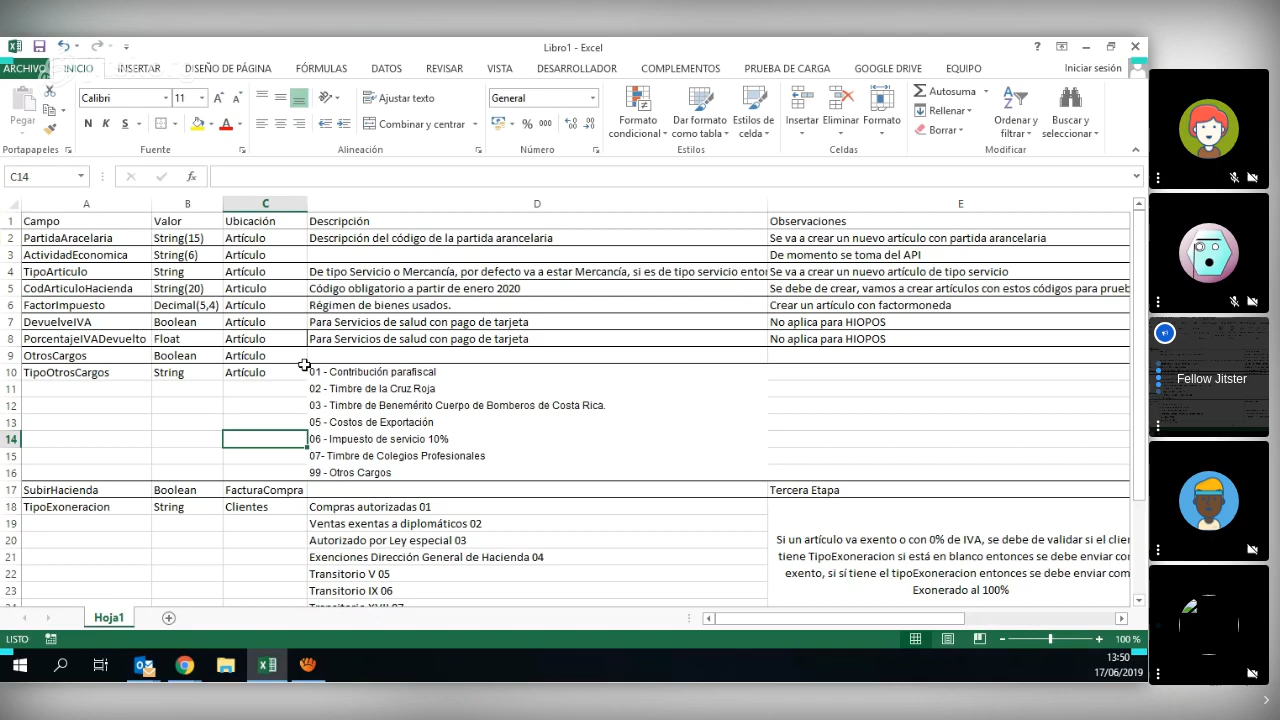 Libro1 - Excel
?
ARCHIVO INICIO INSERTAR DISEÑO DE PÁGINA FÓRMULAS DATOS REVISAR VISTA DESARROLLADOR COMPLEMENTOS PRUEBA DE CARGA GOOGLE DRIVE EQUIPO Iniciar sesión
Pegar
Calibri 11
N K S
Ajustar texto
Combinar y centrar
General
% 000
Formato condicional
Dar formato como tabla
Estilos de celda
Insertar
Eliminar
Formato
Autosuma
Rellenar
Borrar
Ordenar y filtrar
Buscar y seleccionar
Portapapeles Fuente Alineación Número Estilos Celdas Modificar
C14 fx
A B C D E
1 Campo Valor Ubicación Descripción Observaciones
2 PartidaAracelaria String(15) Artículo Descripción del código de la partida arancelaria Se va a crear un nuevo artículo con partida arancelaria
3 ActividadEconomica String(6) Artículo De momento se toma del API
4 TipoArticulo String Artículo De tipo Servicio o Mercancía, por defecto va a estar Mercancía, si es de tipo servicio enton Se va a crear un nuevo artículo de tipo servicio
5 CodArticuloHacienda String(20) Artículo Código obligatorio a partir de enero 2020 Se debe de crear, vamos a crear artículos con estos códigos para prueb
6 FactorImpuesto Decimal(5,4) Artículo Régimen de bienes usados. Crear un artículo con factormoneda
7 DevuelveIVA Boolean Artículo Para Servicios de salud con pago de tarjeta No aplica para HIOPOS
8 PorcentajeIVADevuelto Float Artículo Para Servicios de salud con pago de tarjeta No aplica para HIOPOS
9 OtrosCargos Boolean Artículo
10 TipoOtrosCargos String Artículo 01 - Contribución parafiscal
11 02 - Timbre de la Cruz Roja
12 03 - Timbre de Benemérito Cuerpo de Bomberos de Costa Rica.
13 05 - Costos de Exportación
14 06 - Impuesto de servicio 10%
15 07- Timbre de Colegios Profesionales
16 99 - Otros Cargos
17 SubirHacienda Boolean FacturaCompra Tercera Etapa
18 TipoExoneracion String Clientes Compras autorizadas 01
19 Ventas exentas a diplomáticos 02
20 Autorizado por Ley especial 03 Si un artículo va exento o con 0% de IVA, se debe de validar si el clien
21 Exenciones Dirección General de Hacienda 04 tiene TipoExoneracion si está en blanco entonces se debe enviar com
22 Transitorio V 05 exento, si sí tiene el tipoExoneracion entonces se debe enviar com
23 Transitorio IX 06 Exonerado al 100%
24 Transitorio XVII 07
Hoja1
LISTO 100 %
13:50
17/06/2019
Fellow Jitster